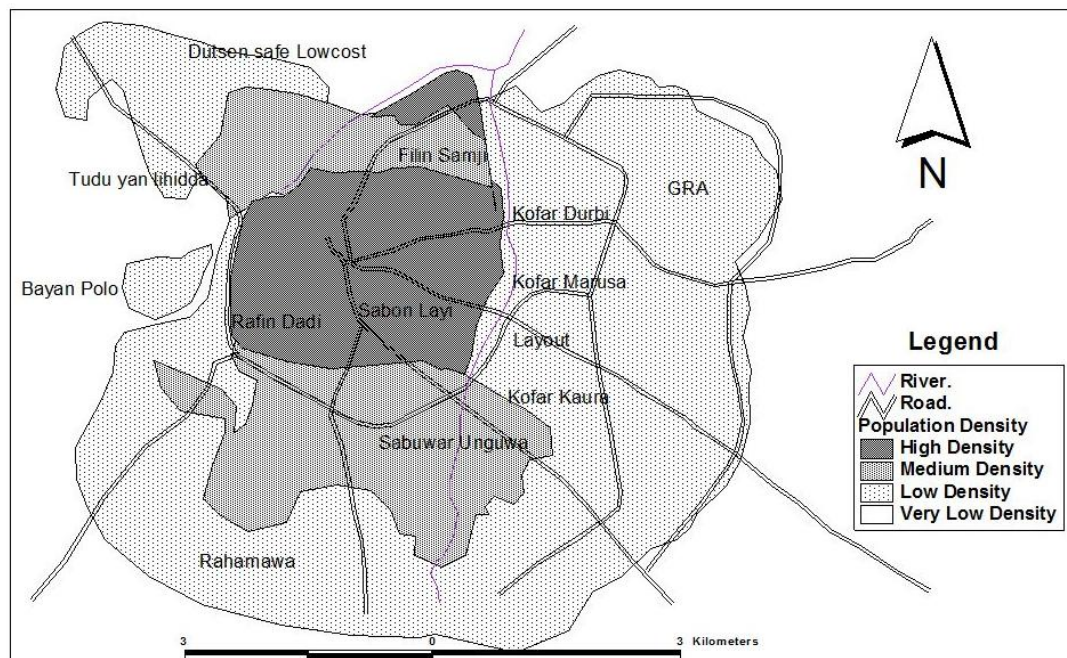 Dutsen safe Lowcost
Filin Samji
Tudu yan lihidda
GRA
N
Kofar Durbi
Bayan Polo
Kofar Marusa
Rafin Dadi
Sabon Layi
Layout
Kofar Kaura
Sabuwar Unguwa
Rahamawa
Legend
River.
Road.
Population Density
High Density
Medium Density
Low Density
Very Low Density
3 0 3 Kilometers